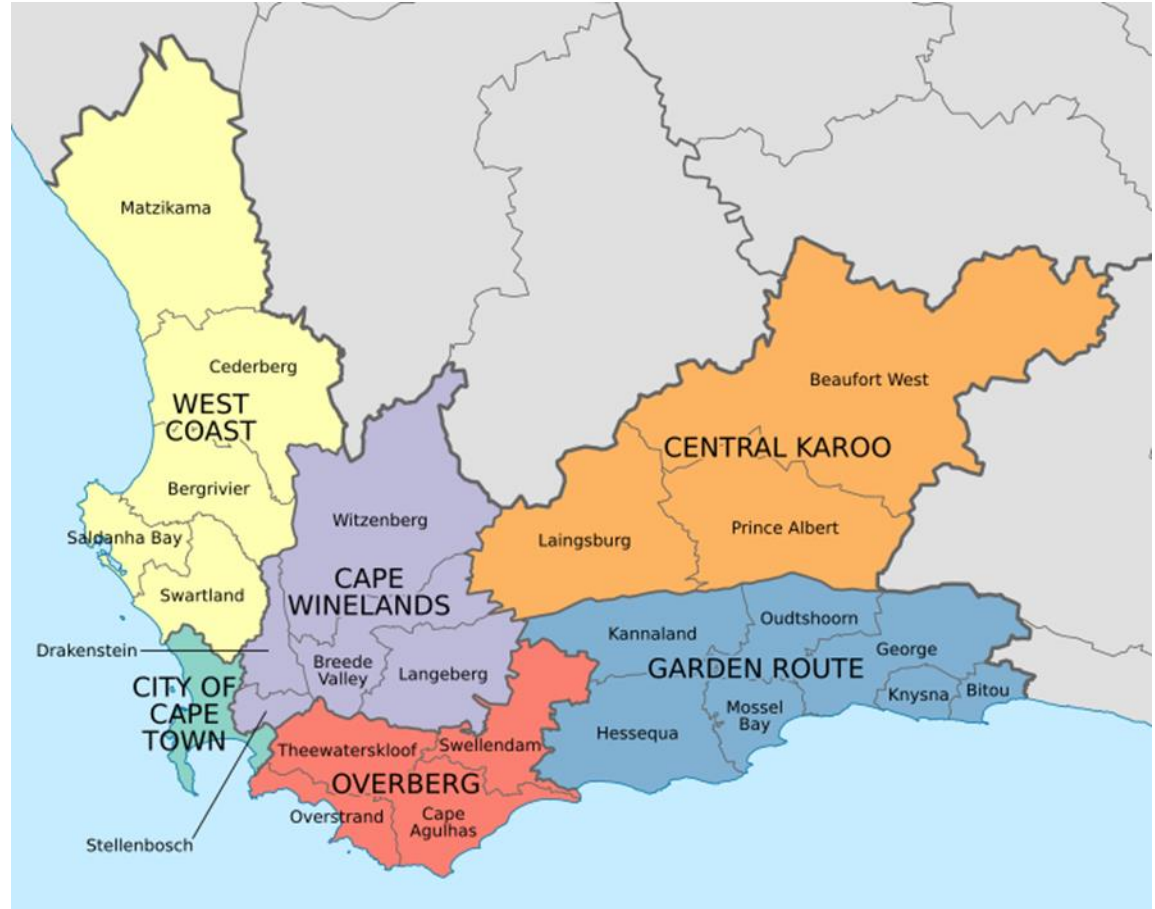 Matzikama
Cederberg
WEST
COAST
Bergrivier
Saldanha Bay
Swartland
Beaufort West
CENTRAL KAROO
Prince Albert
Laingsburg
Witzenberg
CAPE
WINELANDS
Drakenstein
Breede
Valley
Langeberg
Stellenbosch
CITY OF
CAPE
TOWN
Kannaland
Oudtshoorn
George
GARDEN ROUTE
Knysna
Bitou
Mossel
Bay
Hessequa
Theewaterskloof
Swellendam
OVERBERG
Overstrand
Cape
Agulhas